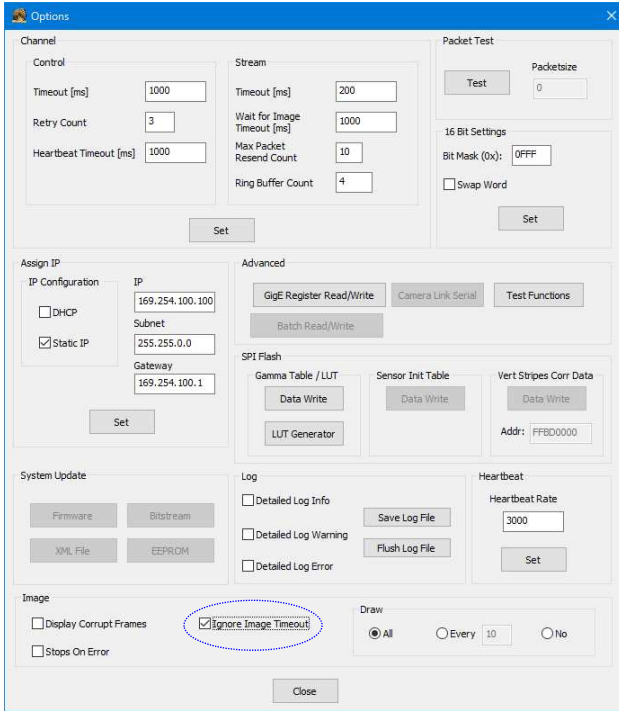 Options
Channel
Control
Timeout [ms] 1000
Retry Count 3
Heartbeat Timeout [ms] 1000
Stream
Timeout [ms] 200
Wait for Image
Timeout [ms] 1000
Max Packet
Resend Count 10
Ring Buffer Count 4
Set
Packet Test
Packetsize
Test 0
16 Bit Settings
Bit Mask (0x): 0FFF
Swap Word
Set
Assign IP
IP Configuration
DHCP
Static IP
IP
169.254.100.100
Subnet
255.255.0.0
Gateway
169.254.100.1
Set
Advanced
GigE Register Read/Write Camera Link Serial Test Functions
Batch Read/Write
SPI Flash
Gamma Table / LUT
Data Write
LUT Generator
Sensor Init Table
Data Write
Vert Stripes Corr Data
Data Write
Addr: FFBD0000
System Update
Firmware Bitstream
XML File EEPROM
Log
Detailed Log Info
Detailed Log Warning
Detailed Log Error
Save Log File
Flush Log File
Heartbeat
Heartbeat Rate
3000
Set
Image
Display Corrupt Frames
Ignore Image Timeout
Stops On Error
Draw
All Every 10 No
Close